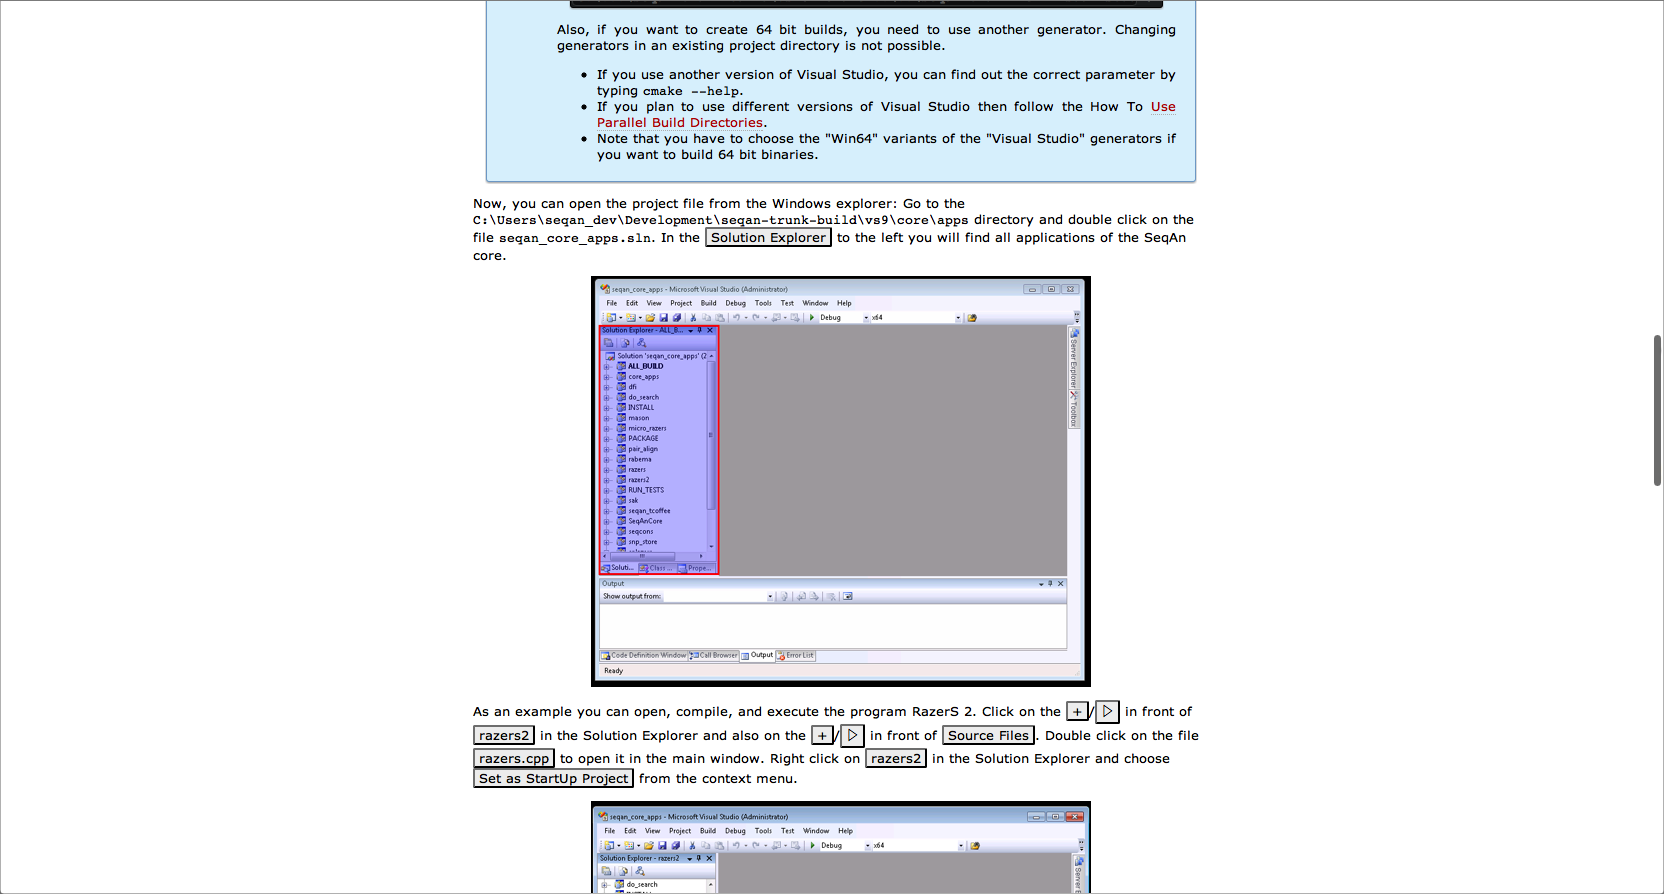 Also, if you want to create 64 bit builds, you need to use another generator. Changing
generators in an existing project directory is not possible.
If you use another version of Visual Studio, you can find out the correct parameter by
typing cmake --help.
If you plan to use different versions of Visual Studio then follow the How To Use
Parallel Build Directories.
Note that you have to choose the "Win64" variants of the "Visual Studio" generators if
you want to build 64 bit binaries.
Now, you can open the project file from the Windows explorer: Go to the
C:\Users\seqan_dev\Development\seqan-trunk-build\vs9\core\apps directory and double click on the
file seqan_core_apps.sln. In the Solution Explorer to the left you will find all applications of the SeqAn
core.
seqan_core_apps - Microsoft Visual Studio (Administrator)
File Edit View Project Build Debug Tools Test Window Help
Debug x64
Solution Explorer - ALL_B...
Solution 'seqan_core_apps' (2
ALL_BUILD
core_apps
dfi
do_search
INSTALL
mason
micro_razers
PACKAGE
pair_align
rabema
razers
razers2
RUN_TESTS
sak
seqan_tcoffee
SeqAnCore
seqcons
snp_store
Soluti... Class ... Prope...
Server Explorer
Toolbox
Output
Show output from:
Code Definition Window Call Browser Output Error List
Ready
As an example you can open, compile, and execute the program RazerS 2. Click on the + / in front of
razers2 in the Solution Explorer and also on the + / in front of Source Files. Double click on the file
razers.cpp to open it in the main window. Right click on razers2 in the Solution Explorer and choose
Set as StartUp Project from the context menu.
seqan_core_apps - Microsoft Visual Studio (Administrator)
File Edit View Project Build Debug Tools Test Window Help
Debug x64
Solution Explorer - razers2
do_search